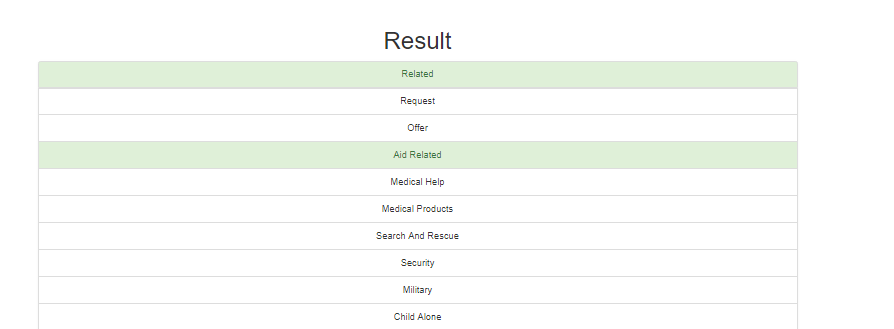 Result
Related
Request
Offer
Aid Related
Medical Help
Medical Products
Search And Rescue
Security
Military
Child Alone